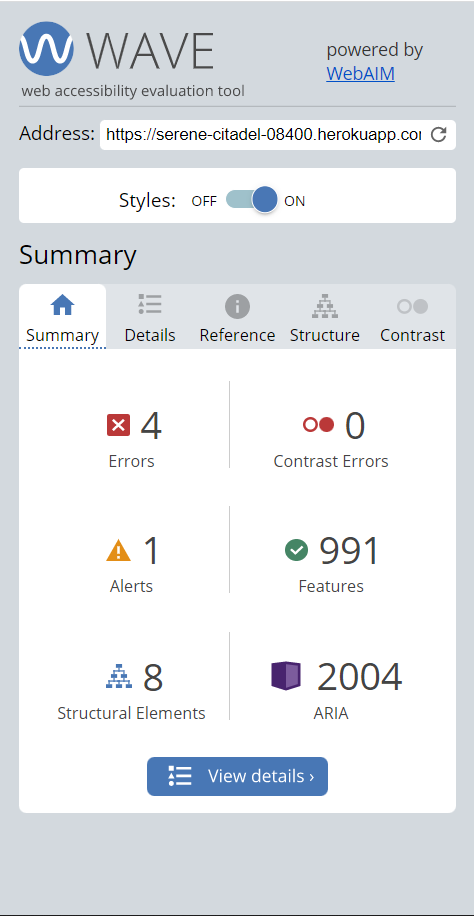 WAVE
web accessibility evaluation tool
powered by
WebAIM
Address: https://serene-citadel-08400.herokuapp.co
Styles: OFF ON
Summary
Summary Details Reference Structure Contrast
4 0
Errors Contrast Errors
1 991
Alerts Features
8 2004
Structural Elements ARIA
View details ›